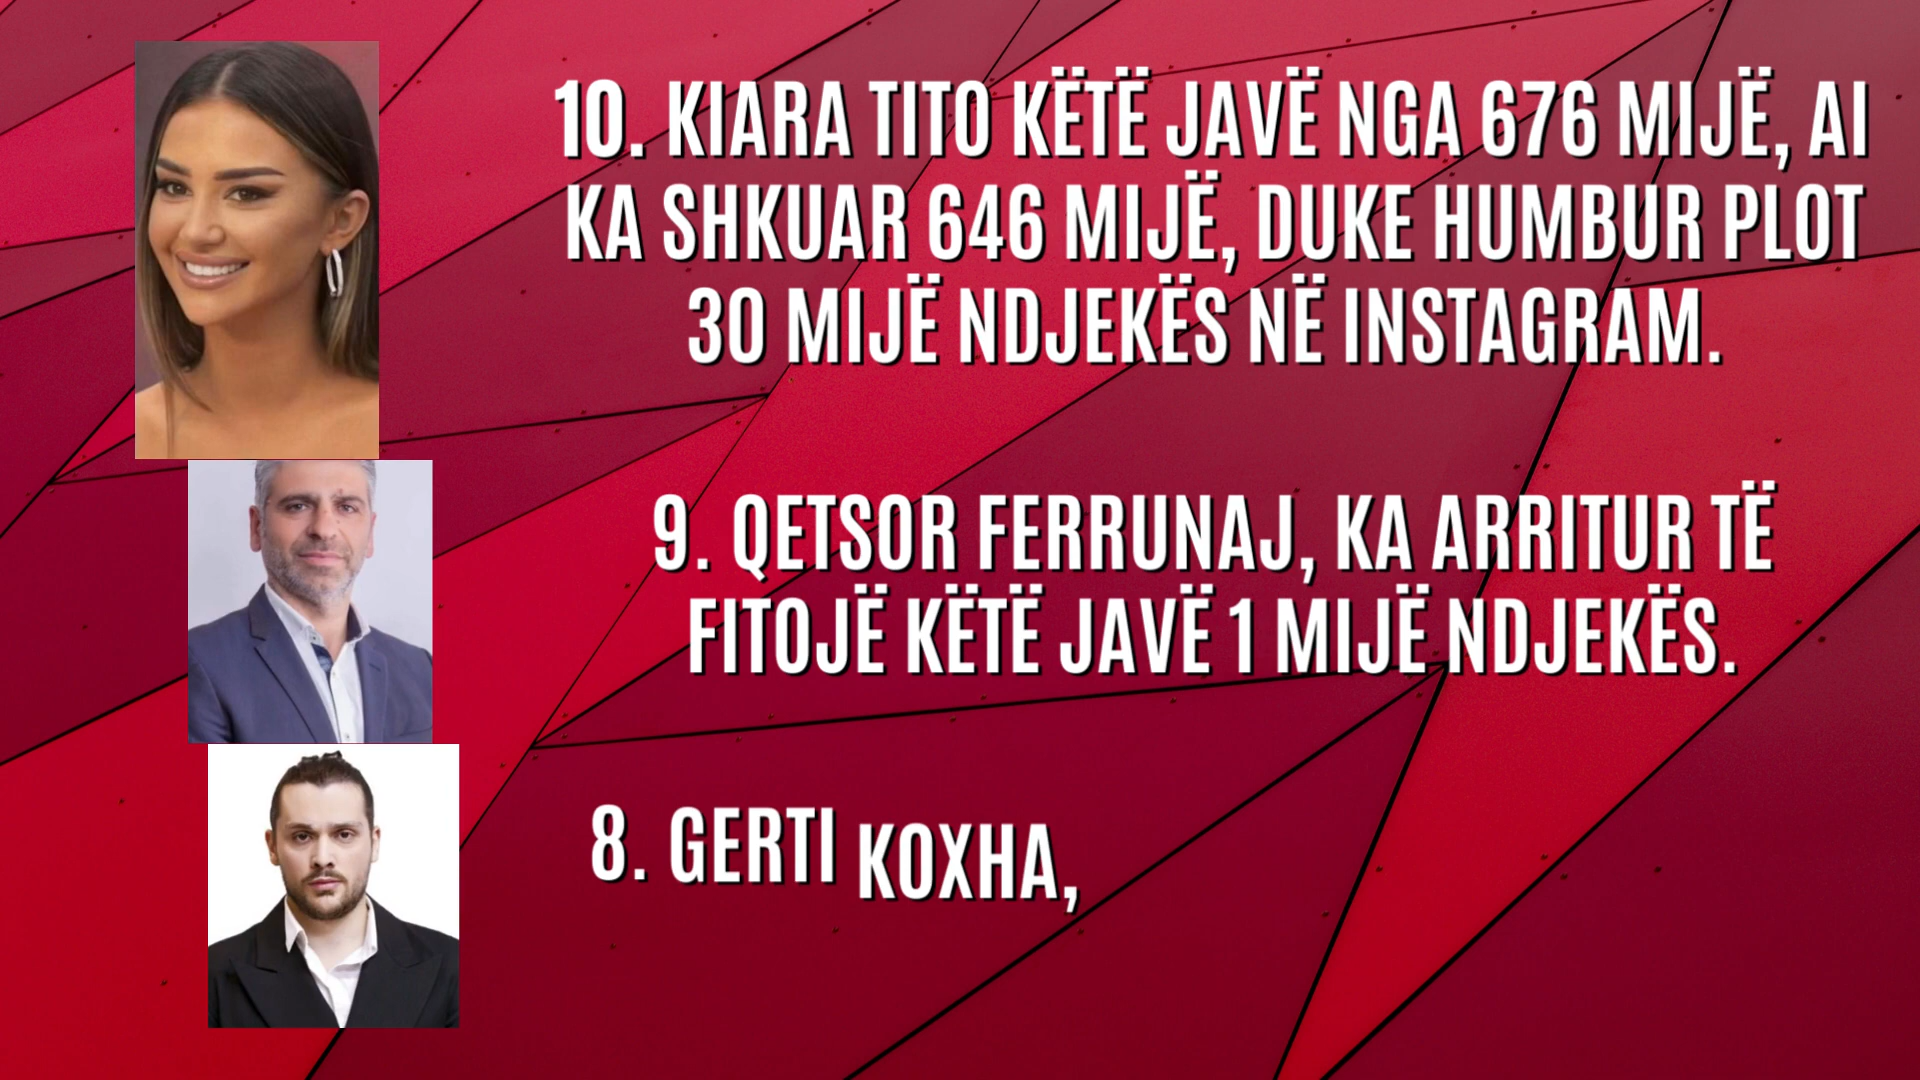 10. KIARA TITO KËTË JAVË NGA 676 MIJË, AI
KA SHKUAR 646 MIJË, DUKE HUMBUR PLOT
30 MIJË NDJEKËS NË INSTAGRAM.
9. QETSOR FERRUNAJ, KA ARRITUR TË
FITOJË KËTË JAVË 1 MIJË NDJEKËS.
8. GERTI KOXHA,